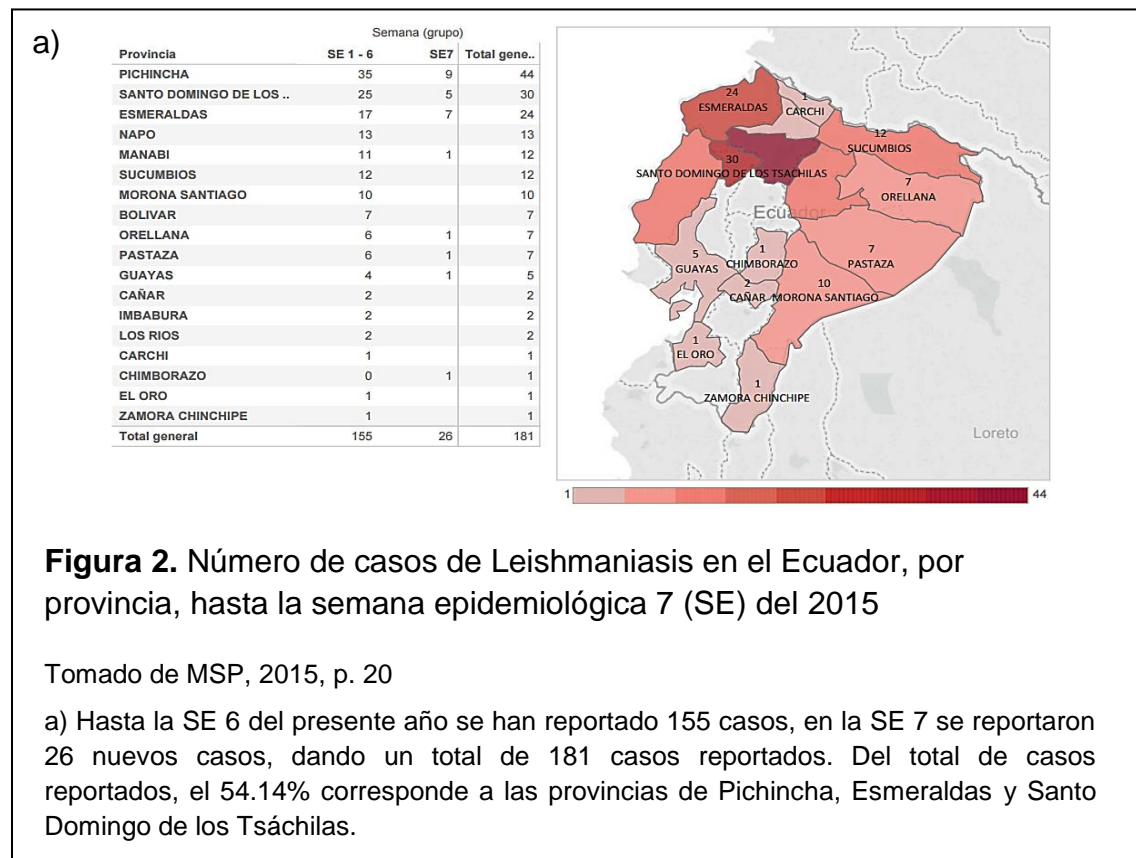 a)
Semana (grupo)
Provincia SE 1 - 6 SE7 Total gene..
PICHINCHA 35 9 44
SANTO DOMINGO DE LOS .. 25 5 30
ESMERALDAS 17 7 24
NAPO 13 13
MANABI 11 1 12
SUCUMBIOS 12 12
MORONA SANTIAGO 10 10
BOLIVAR 7 7
ORELLANA 6 1 7
PASTAZA 6 1 7
GUAYAS 4 1 5
CAÑAR 2 2
IMBABURA 2 2
LOS RIOS 2 2
CARCHI 1 1
CHIMBORAZO 0 1 1
EL ORO 1 1
ZAMORA CHINCHIPE 1 1
Total general 155 26 181
24
ESMERALDAS
1
CARCHI
12
SUCUMBIOS
30
SANTO DOMINGO DE LOS TSACHILAS
7
ORELLANA
Ecuador
5
GUAYAS
1
CHIMBORAZO
7
PASTAZA
2
CAÑAR
10
MORONA SANTIAGO
1
EL ORO
1
ZAMORA CHINCHIPE
Loreto
1 44
Figura 2. Número de casos de Leishmaniasis en el Ecuador, por
provincia, hasta la semana epidemiológica 7 (SE) del 2015
Tomado de MSP, 2015, p. 20
a) Hasta la SE 6 del presente año se han reportado 155 casos, en la SE 7 se reportaron
26 nuevos casos, dando un total de 181 casos reportados. Del total de casos
reportados, el 54.14% corresponde a las provincias de Pichincha, Esmeraldas y Santo
Domingo de los Tsáchilas.